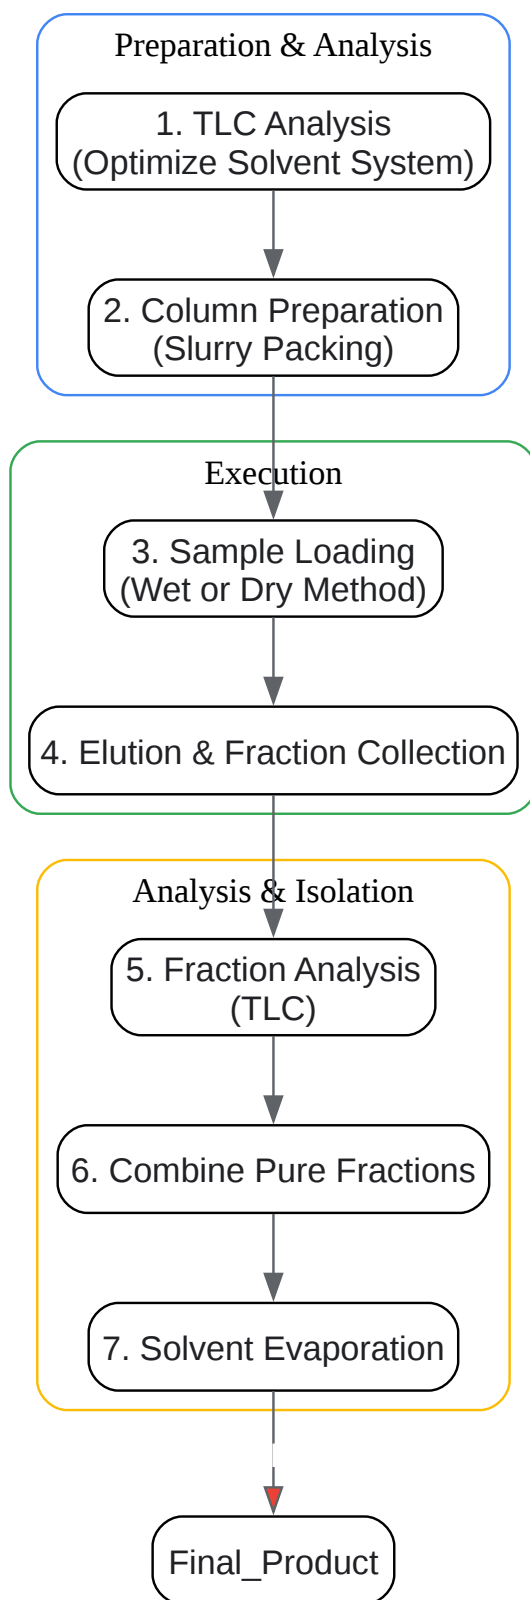 Preparation & Analysis
1. TLC Analysis
(Optimize Solvent System)
2. Column Preparation
(Slurry Packing)
Execution
3. Sample Loading
(Wet or Dry Method)
4. Elution & Fraction Collection
Analysis & Isolation
5. Fraction Analysis
(TLC)
6. Combine Pure Fractions
7. Solvent Evaporation
Final_Product